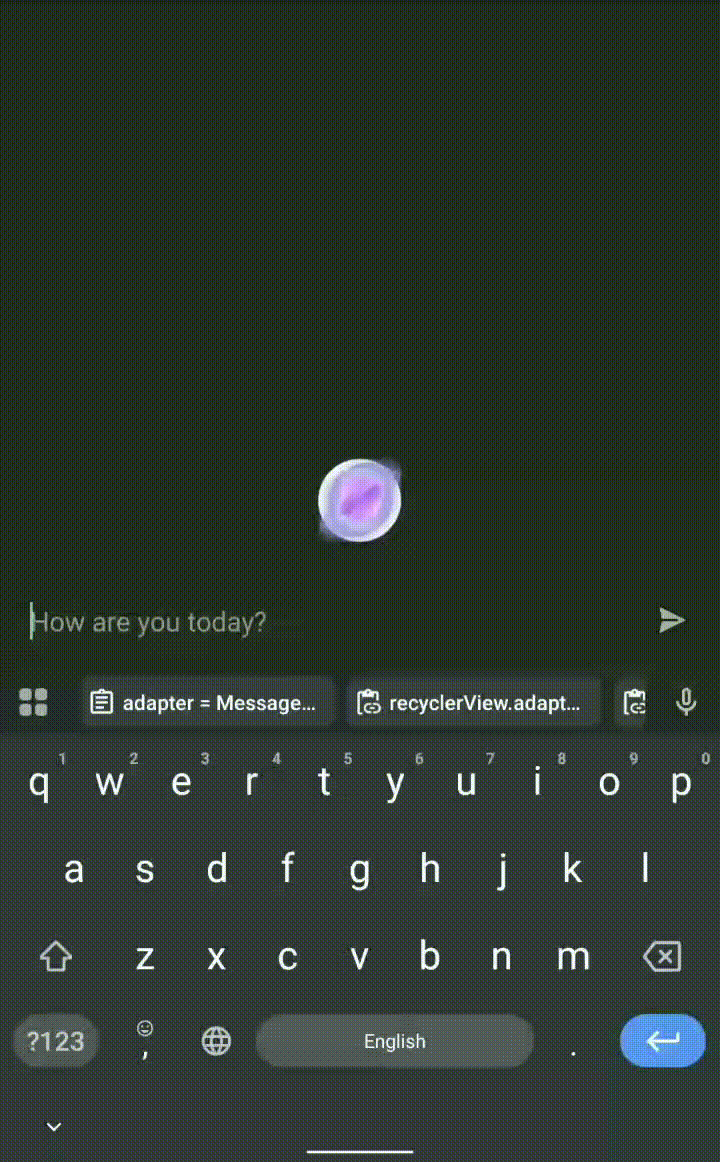 How are you today?
adapter = Message... recyclerView.adapt...
1 2 3 4 5 6 7 8 9 0
q w e r t y u i o p
a s d f g h j k l
z x c v b n m
?123 , English .